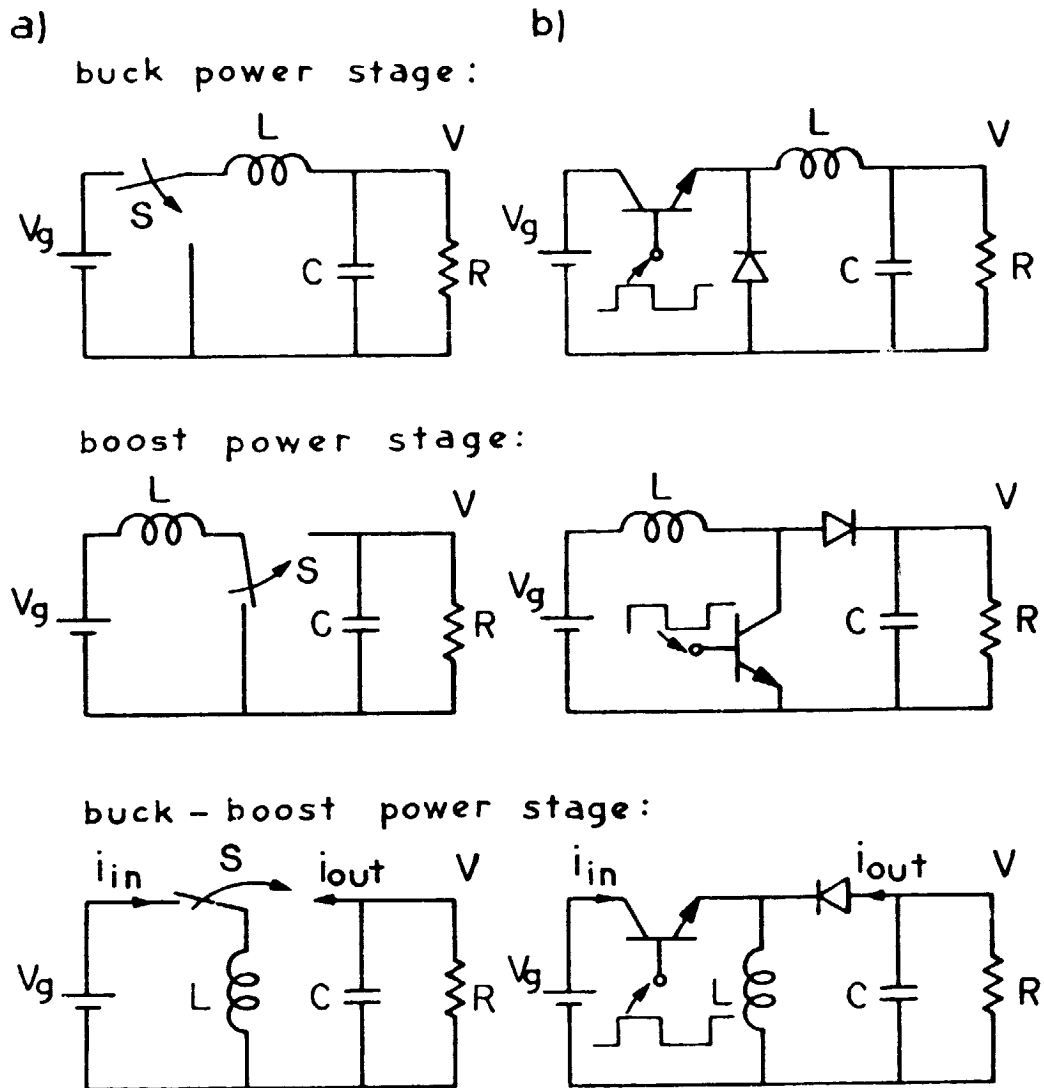 a) b)
buck power stage:
L V L V
S
Vg Vg
C R C R
boost power stage:
L V L V
S
Vg Vg
C R C R
buck – boost power stage:
iin S iout V iin iout V
Vg L C R Vg L C R